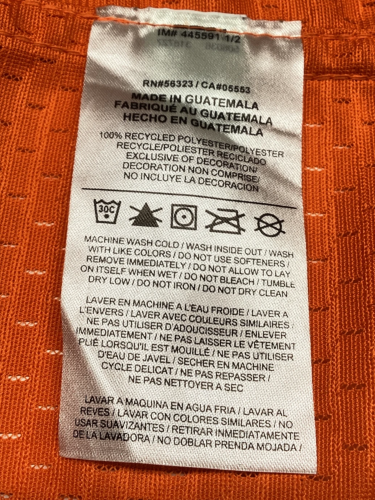 IM# 445591 1/2
RN#56323 / CA#05553
MADE IN GUATEMALA
FABRIQUÉ AU GUATEMALA
HECHO EN GUATEMALA
100% RECYCLED POLYESTER/POLYESTER
RECYCLE/POLIESTER RECICLADO
EXCLUSIVE OF DECORATION/
DECORATION NON COMPRISE/
NO INCLUYE LA DECORACION
30C
MACHINE WASH COLD / WASH INSIDE OUT / WASH
WITH LIKE COLORS / DO NOT USE SOFTENERS /
REMOVE IMMEDIATELY / DO NOT ALLOW TO LAY
ON ITSELF WHEN WET / DO NOT BLEACH / TUMBLE
DRY LOW / DO NOT IRON / DO NOT DRY CLEAN
LAVER EN MACHINE A L'EAU FROIDE / LAVER A
L'ENVERS / LAVER AVEC COULEURS SIMILAIRES /
NE PAS UTILISER D'ADOUCISSEUR / ENLEVER
IMMEDIATEMENT / NE PAS LAISSER LE VÊTEMENT
PLIÉ LORSQU'IL EST MOUILLÉ / NE PAS UTILISER
D'EAU DE JAVEL / SECHER EN MACHINE
CYCLE DELICAT / NE PAS REPASSER /
NE PAS NETTOYER A SEC
LAVAR A MAQUINA EN AGUA FRIA / LAVAR AL
REVES / LAVAR CON COLORES SIMILARES / NO
USAR SUAVIZANTES / RETIRAR INMEDIATAMENTE
DE LA LAVADORA / NO DOBLAR PRENDA MOJADA /